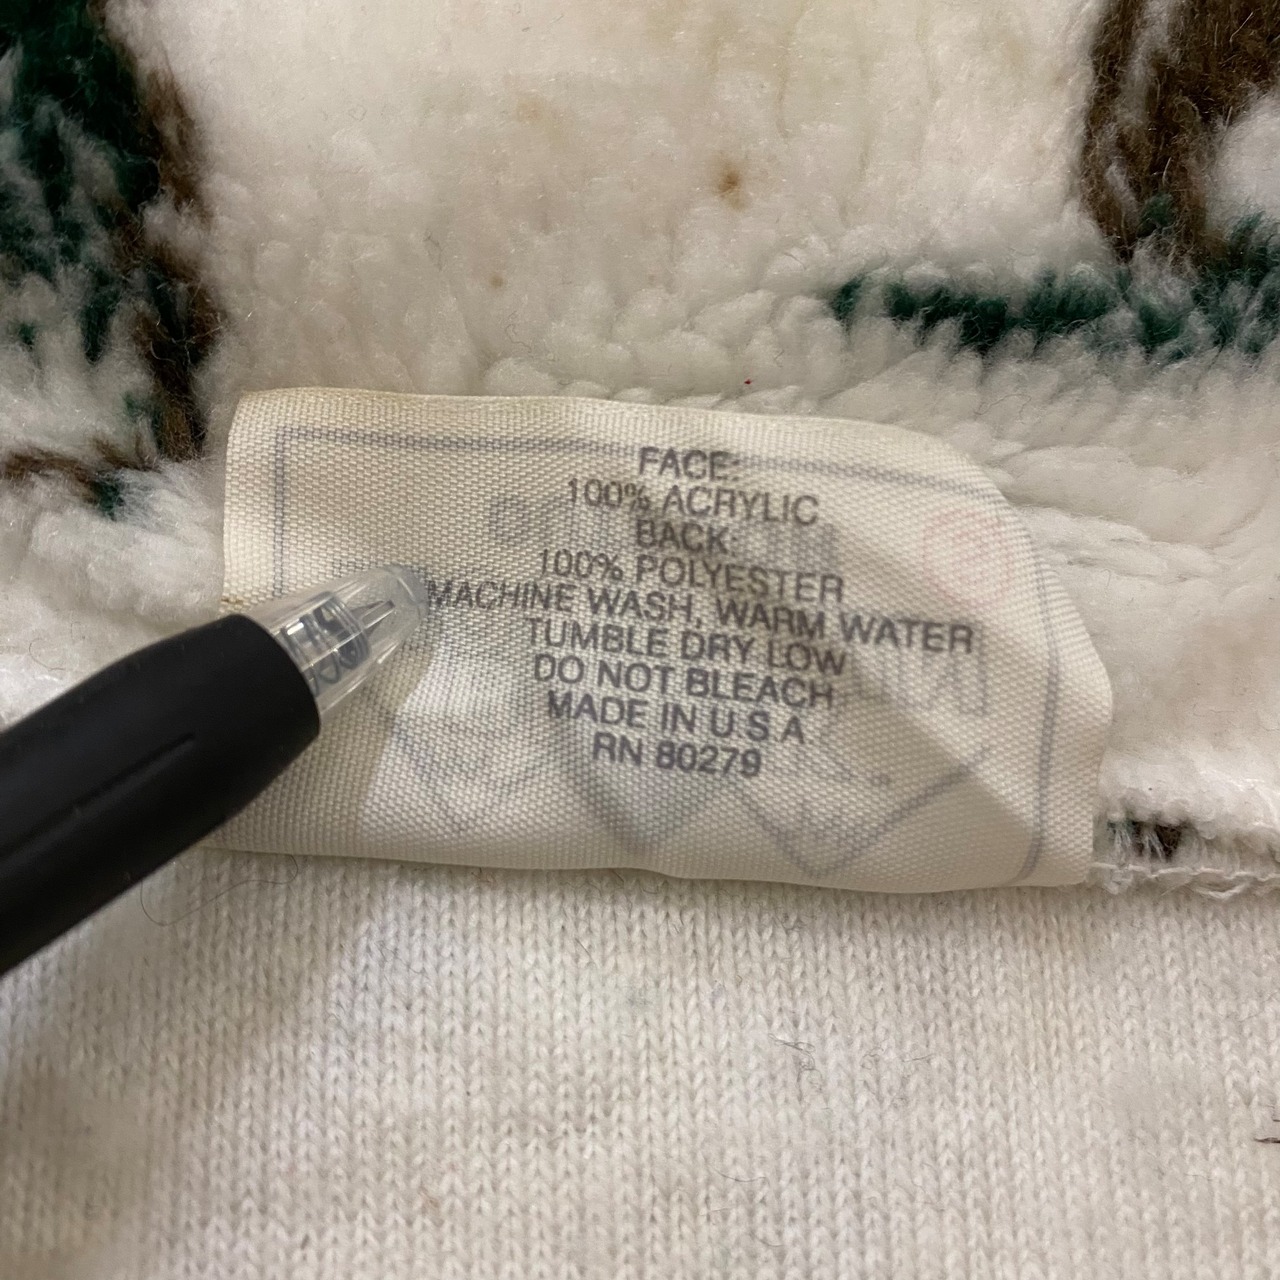 FACE:
100% ACRYLIC
BACK:
100% POLYESTER
MACHINE WASH, WARM WATER
TUMBLE DRY LOW
DO NOT BLEACH
MADE IN U S A
RN 80279